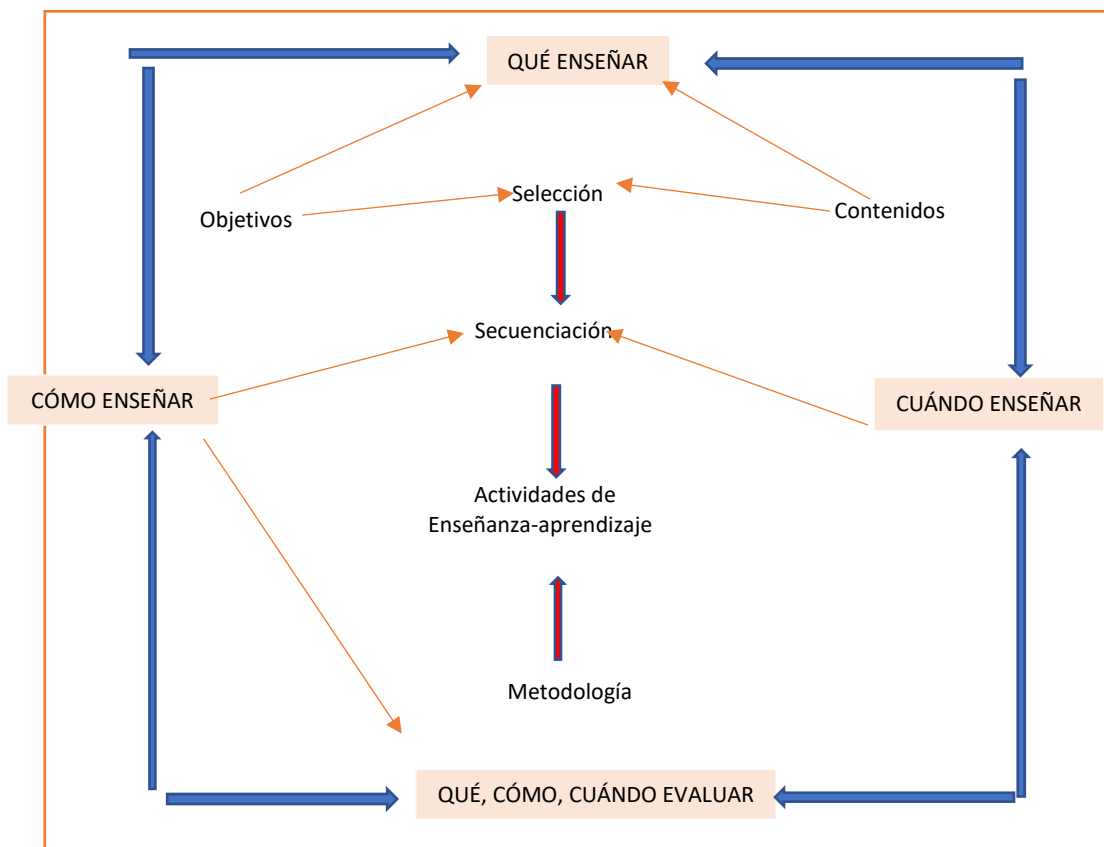 QUÉ ENSEÑAR
Selección
Objetivos
Contenidos
Secuenciación
CÓMO ENSEÑAR
CUÁNDO ENSEÑAR
Actividades de
Enseñanza-aprendizaje
Metodología
QUÉ, CÓMO, CUÁNDO EVALUAR